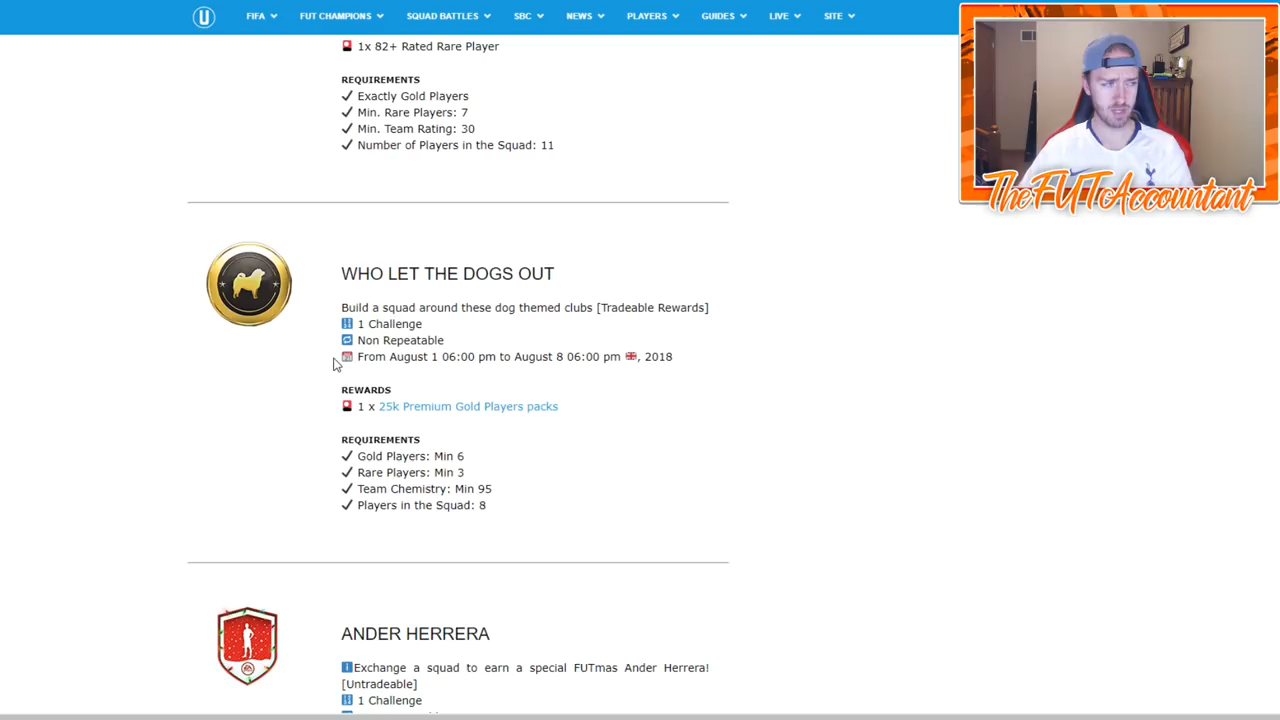 FIFA FUT CHAMPIONS SQUAD BATTLES SBC NEWS PLAYERS GUIDES LIVE SITE
1x 82+ Rated Rare Player
REQUIREMENTS
Exactly Gold Players
Min. Rare Players: 7
Min. Team Rating: 30
Number of Players in the Squad: 11
TheFUTAccountant
WHO LET THE DOGS OUT
Build a squad around these dog themed clubs [Tradeable Rewards]
1 Challenge
Non Repeatable
From August 1 06:00 pm to August 8 06:00 pm 🇬🇧, 2018
REWARDS
1 x 25k Premium Gold Players packs
REQUIREMENTS
Gold Players: Min 6
Rare Players: Min 3
Team Chemistry: Min 95
Players in the Squad: 8
ANDER HERRERA
Exchange a squad to earn a special FUTmas Ander Herrera!
[Untradeable]
1 Challenge